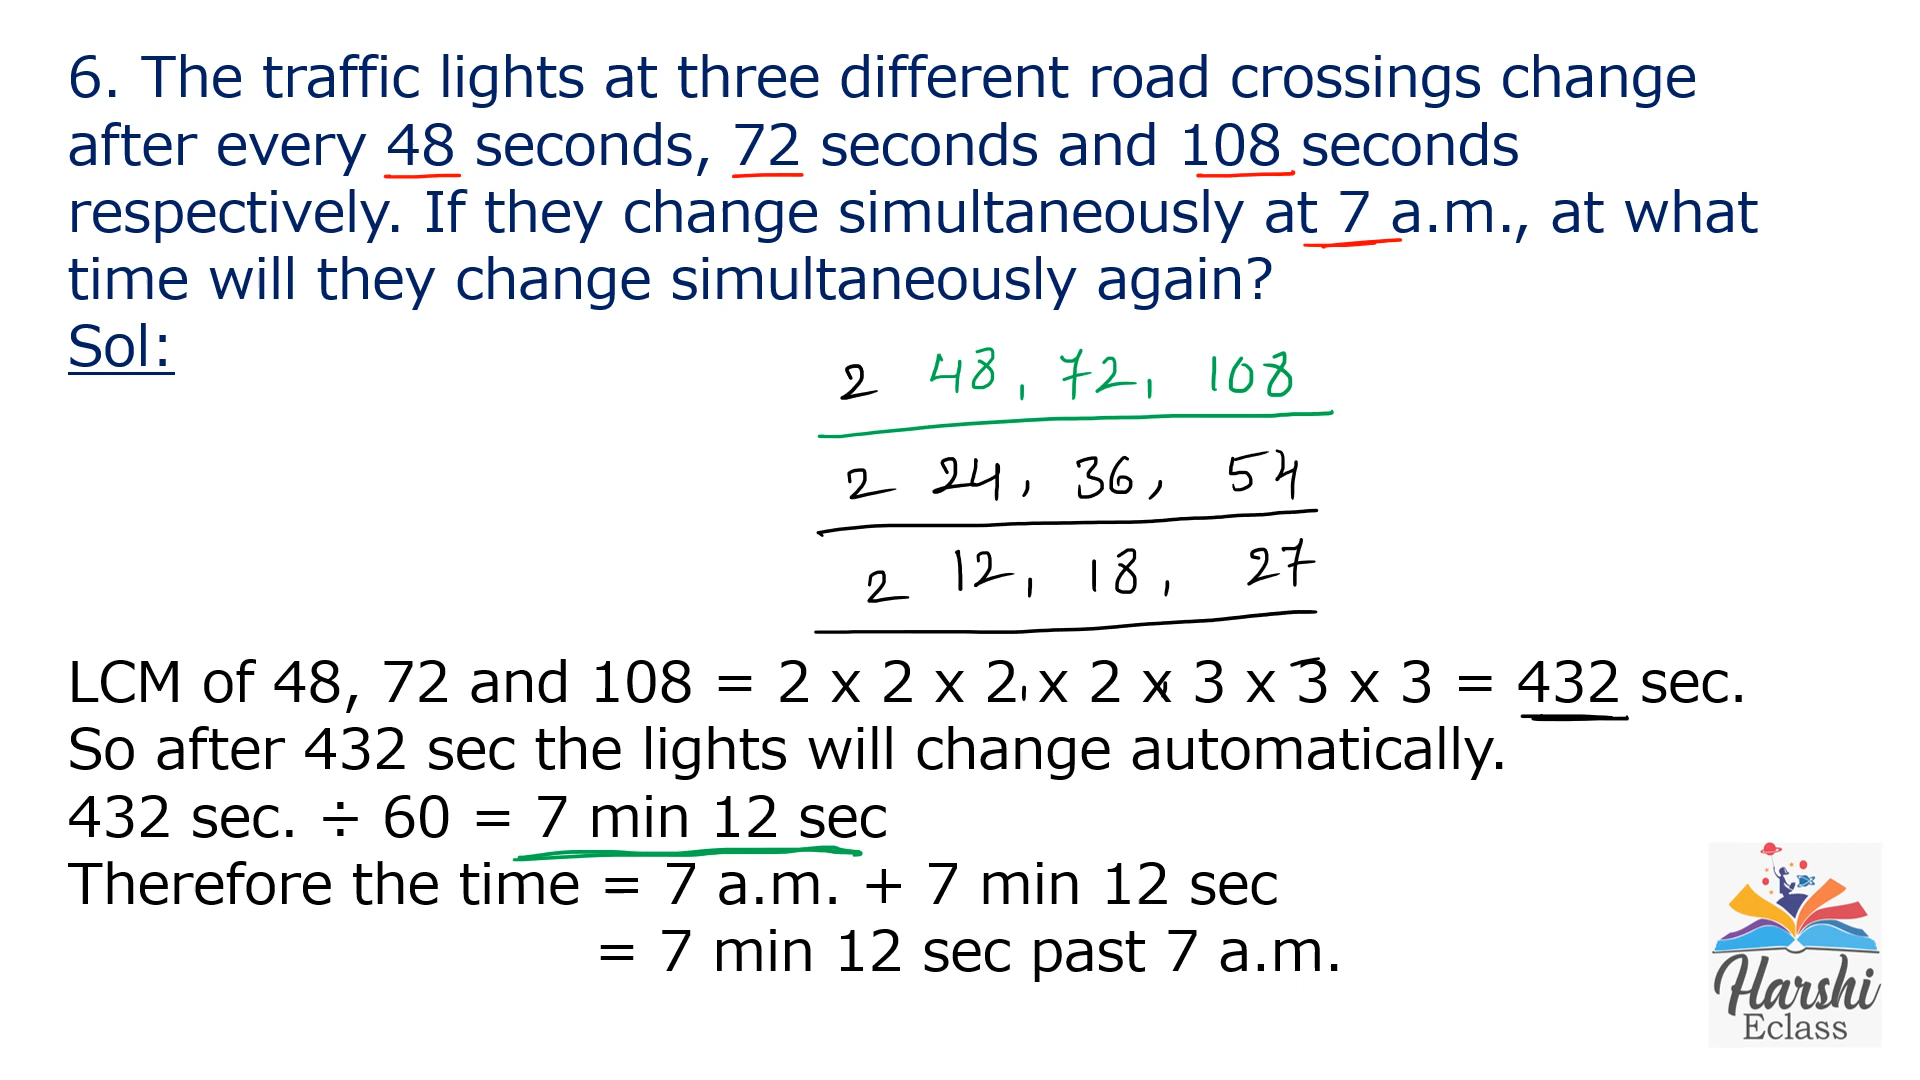 6. The traffic lights at three different road crossings change
after every 48 seconds, 72 seconds and 108 seconds
respectively. If they change simultaneously at 7 a.m., at what
time will they change simultaneously again?
Sol:
2 48, 72, 108
2 24, 36, 54
2 12, 18, 27
LCM of 48, 72 and 108 = 2 x 2 x 2 x 2 x 3 x 3 x 3 = 432 sec.
So after 432 sec the lights will change automatically.
432 sec. ÷ 60 = 7 min 12 sec
Therefore the time = 7 a.m. + 7 min 12 sec
= 7 min 12 sec past 7 a.m.
Harshi
Eclass